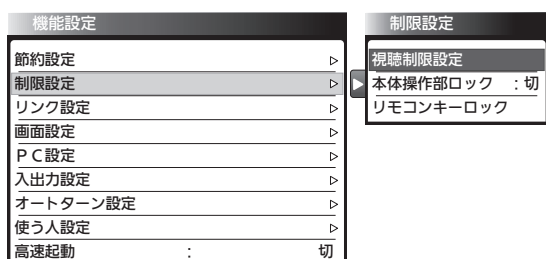 機能設定
節約設定
制限設定
リンク設定
画面設定
ＰＣ設定
入出力設定
オートターン設定
使う人設定
高速起動 : 切
制限設定
視聴制限設定
本体操作部ロック :切
リモコンキーロック